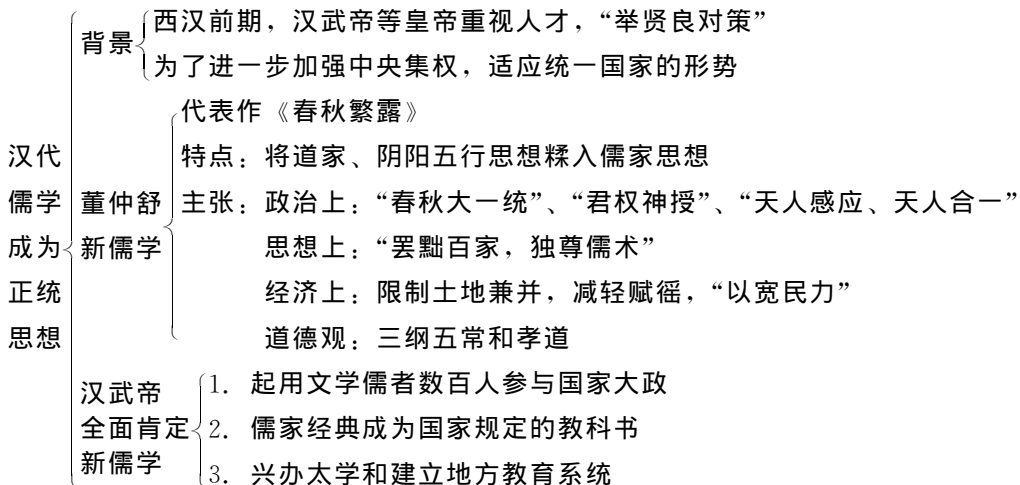 西汉前期，汉武帝等皇帝重视人才，“举贤良对策”
背景
为了进一步加强中央集权，适应统一国家的形势
代表作《春秋繁露》
汉代
特点：将道家、阴阳五行思想糅入儒家思想
儒学
董仲舒
主张：政治上：“春秋大一统”、“君权神授”、“天人感应、天人合一”
成为
新儒学
思想上：“罢黜百家，独尊儒术”
正统
经济上：限制土地兼并，减轻赋徭，“以宽民力”
思想
道德观：三纲五常和孝道
汉武帝
全面肯定
新儒学
1. 起用文学儒者数百人参与国家大政
2. 儒家经典成为国家规定的教科书
3. 兴办太学和建立地方教育系统